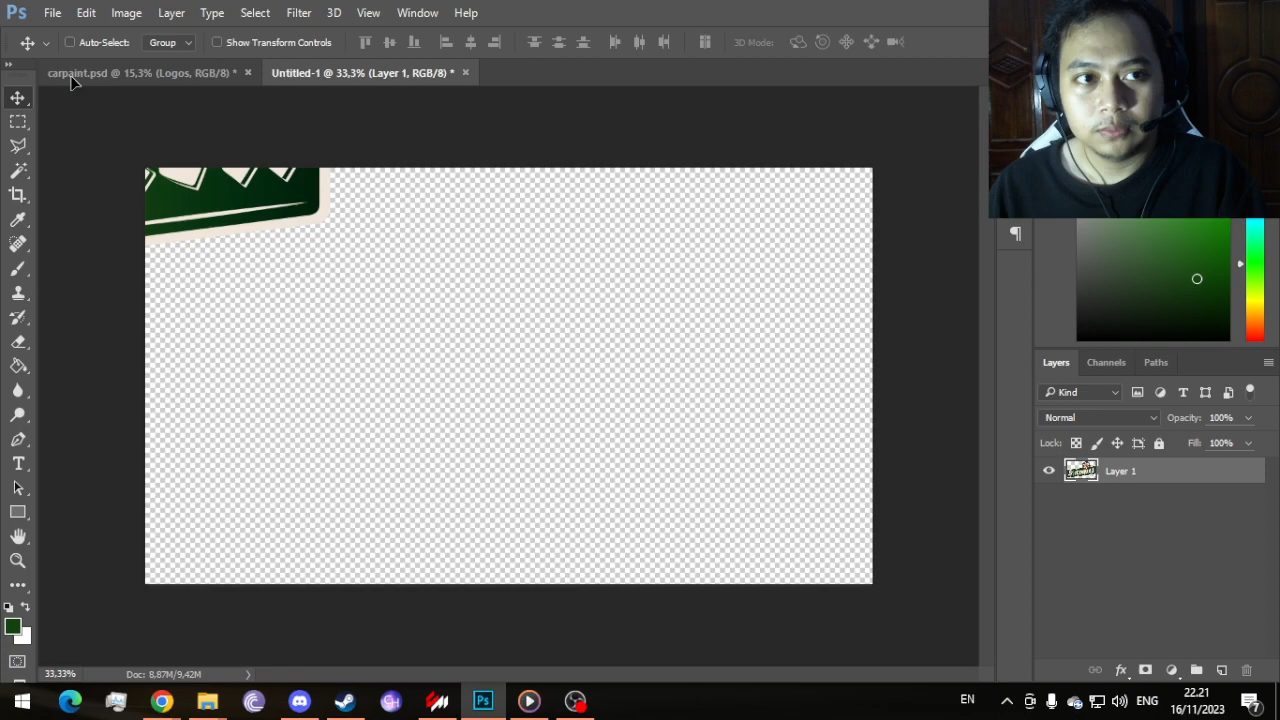 Ps File Edit Image Layer Type Select Filter 3D View Window Help
Auto-Select: Group Show Transform Controls 3D Mode:
carpaint.psd @ 15,3% (Logos, RGB/8) * Untitled-1 @ 33,3% (Layer 1, RGB/8) *
Layers Channels Paths
Kind
Normal Opacity: 100%
Lock: Fill: 100%
Layer 1
33,33% Doc: 8,87M/9,42M
EN ENG 22.21
16/11/2023
7